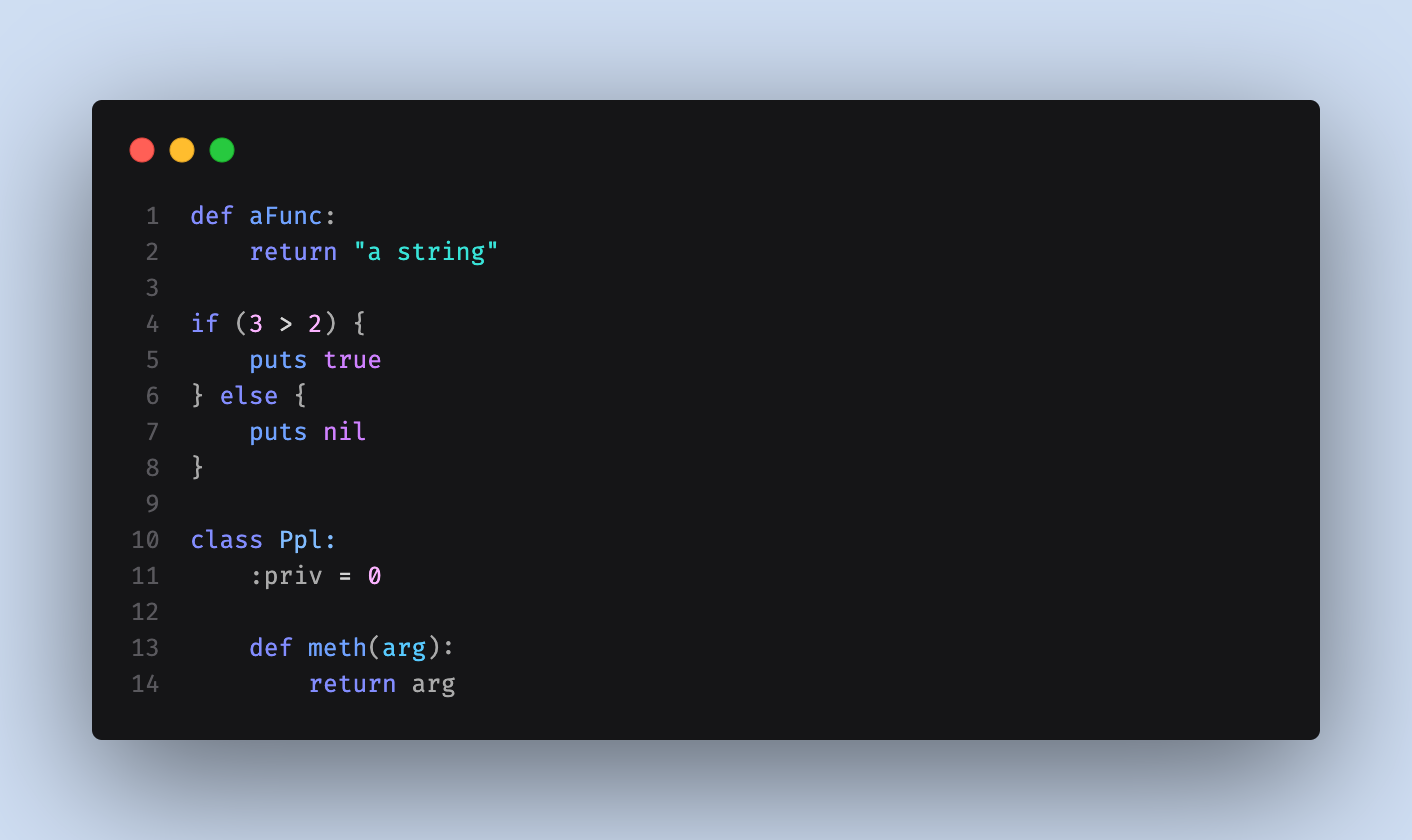 1 def aFunc:
2     return "a string"
3
4 if (3 > 2) {
5     puts true
6 } else {
7     puts nil
8 }
9
10 class Ppl:
11     :priv = 0
12
13     def meth(arg):
14         return arg